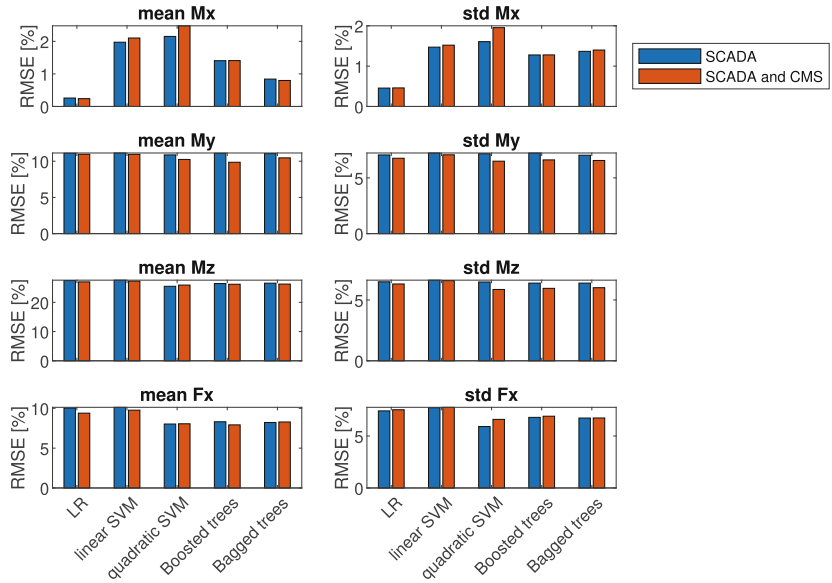 mean Mx
std Mx
RMSE [%]
2
1
0
RMSE [%]
2
1
0
SCADA
SCADA and CMS
mean My
std My
RMSE [%]
10
5
0
RMSE [%]
5
0
mean Mz
std Mz
RMSE [%]
20
10
0
RMSE [%]
5
0
mean Fx
std Fx
RMSE [%]
10
5
0
RMSE [%]
5
0
LR
linear SVM
quadratic SVM
Boosted trees
Bagged trees
LR
linear SVM
quadratic SVM
Boosted trees
Bagged trees